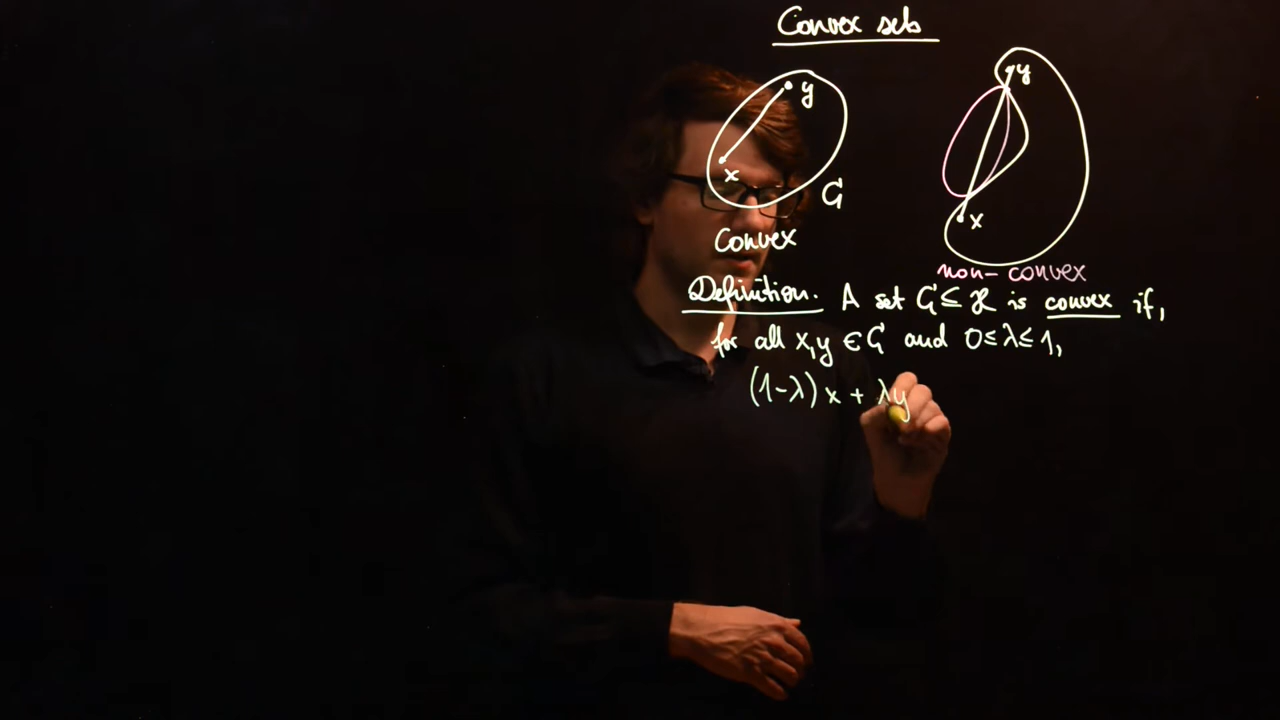 Convex sets
y
x
G
Convex
y
x
non-convex
Definition. A set G ⊆ ℋ is convex if,
for all x,y ∈ G and 0≤λ≤1,
(1-λ)x + λy